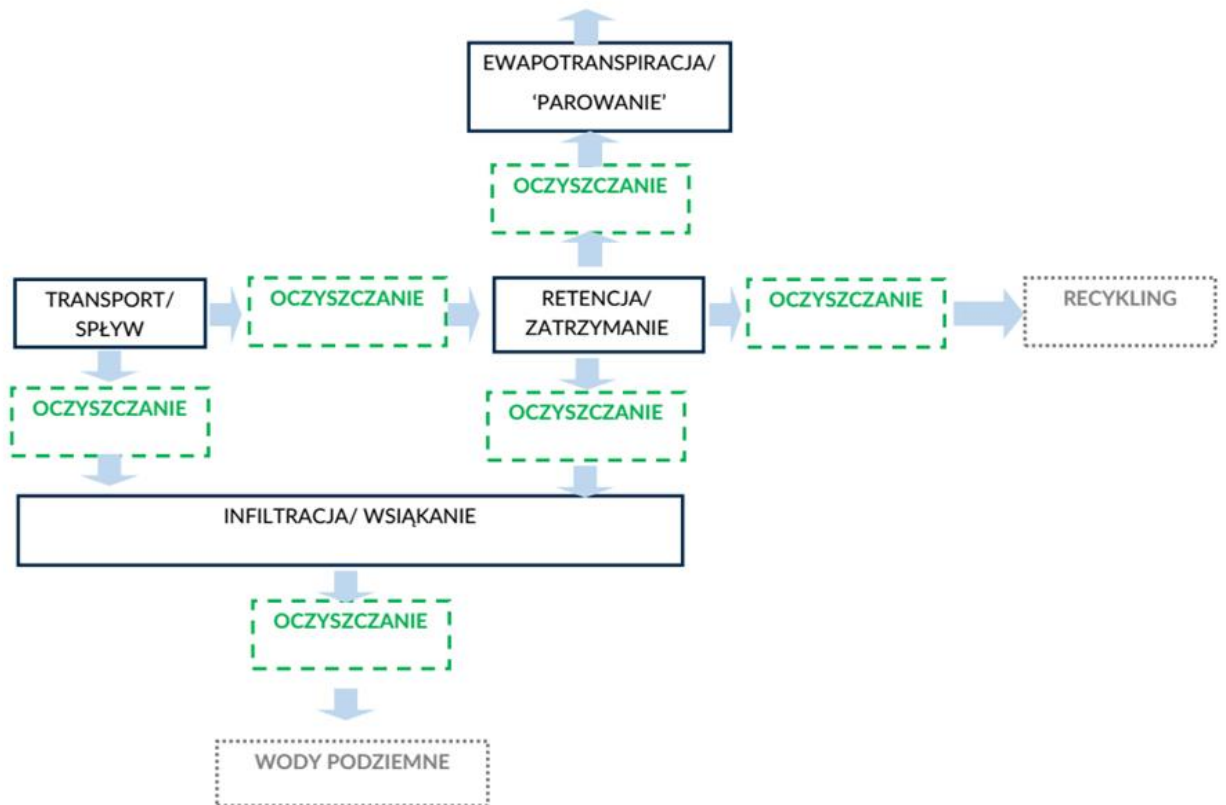 EWAPOTRANSPIRACJA/
‘PAROWANIE’
OCZYSZCZANIE
TRANSPORT/
SPŁYW
OCZYSZCZANIE
RETENCJA/
ZATRZYMANIE
OCZYSZCZANIE
RECYKLING
OCZYSZCZANIE
OCZYSZCZANIE
INFILTRACJA/ WSIĄKANIE
OCZYSZCZANIE
WODY PODZIEMNE